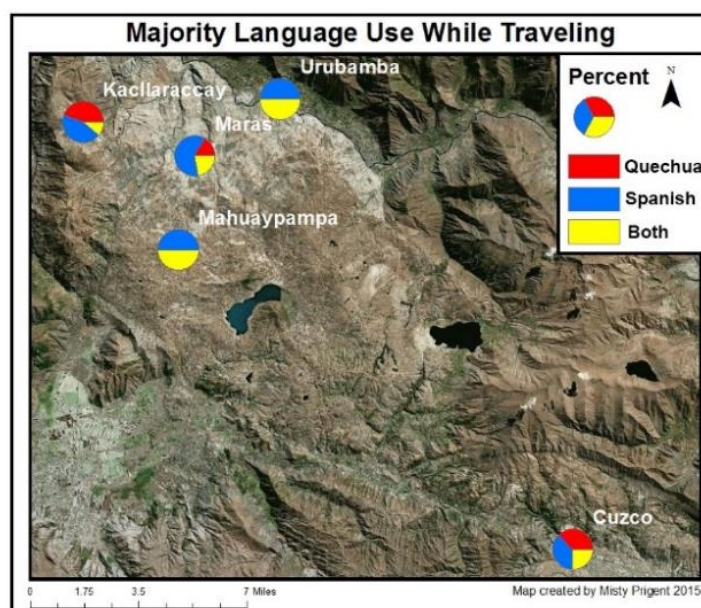 Majority Language Use While Traveling
Urubamba
Kacllaraccay
Maras
Mahuaypampa
Cuzco
Percent
N
Quechua
Spanish
Both
0 1.75 3.5 7 Miles
Map created by Misty Prigent 2015